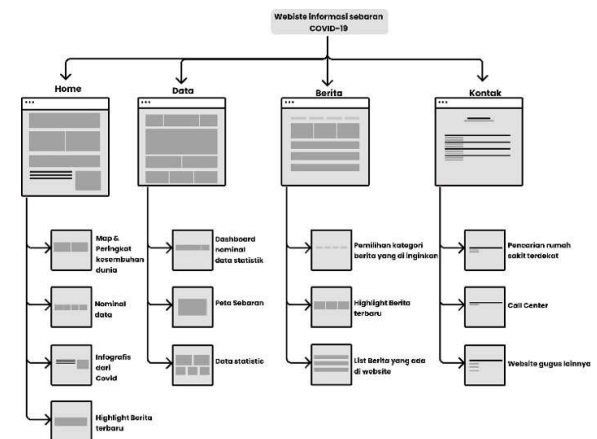 Webiste informasi sebaran
COVID-19
Home
Data
Berita
Kontak
Map &
Peringkat
kesembuhan
dunia
Nominal
data
Infografis
dari
Covid
Highlight Berita
terbaru
Dashboard
nominal
data statistik
Peta Sebaran
Data statistic
Pemilihan kategori
berita yang di inginkan
Highlight Berita
terbaru
List Berita yang ada
di website
Pencarian rumah
sakit terdekat
Call Center
Website gugus lainnya